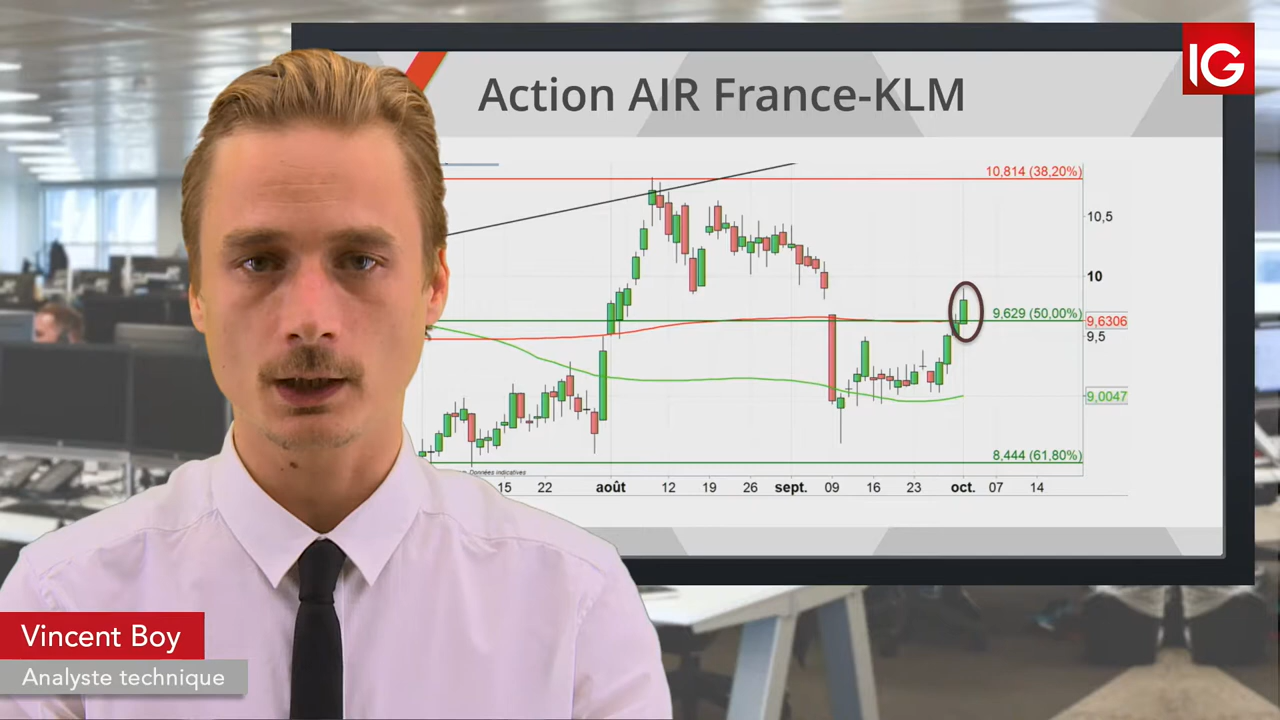 IG
Action AIR France-KLM
10,814 (38,20%)
10,5
10
9,629 (50,00%)
9,6306
9,5
9,0047
8,444 (61,80%)
Données indicatives
15 22 août 12 19 26 sept. 09 16 23 oct. 07 14
Vincent Boy
Analyste technique